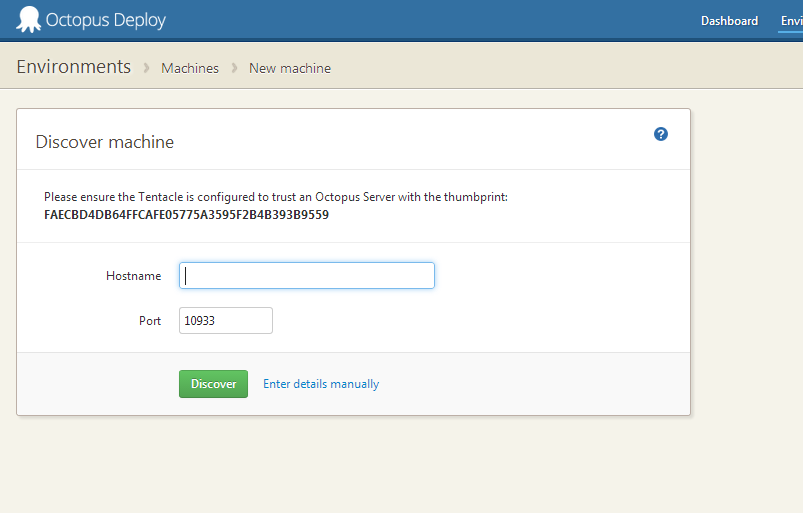 Octopus Deploy
Dashboard
Envi
Environments
Machines
New machine
Discover machine
?
Please ensure the Tentacle is configured to trust an Octopus Server with the thumbprint:
FAECBD4DB64FFCAFE05775A3595F2B4B393B9559
Hostname
Port
10933
Discover
Enter details manually